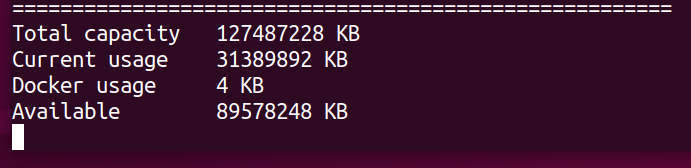 =======================================================
Total capacity   127487228 KB
Current usage    31389892 KB
Docker usage     4 KB
Available        89578248 KB